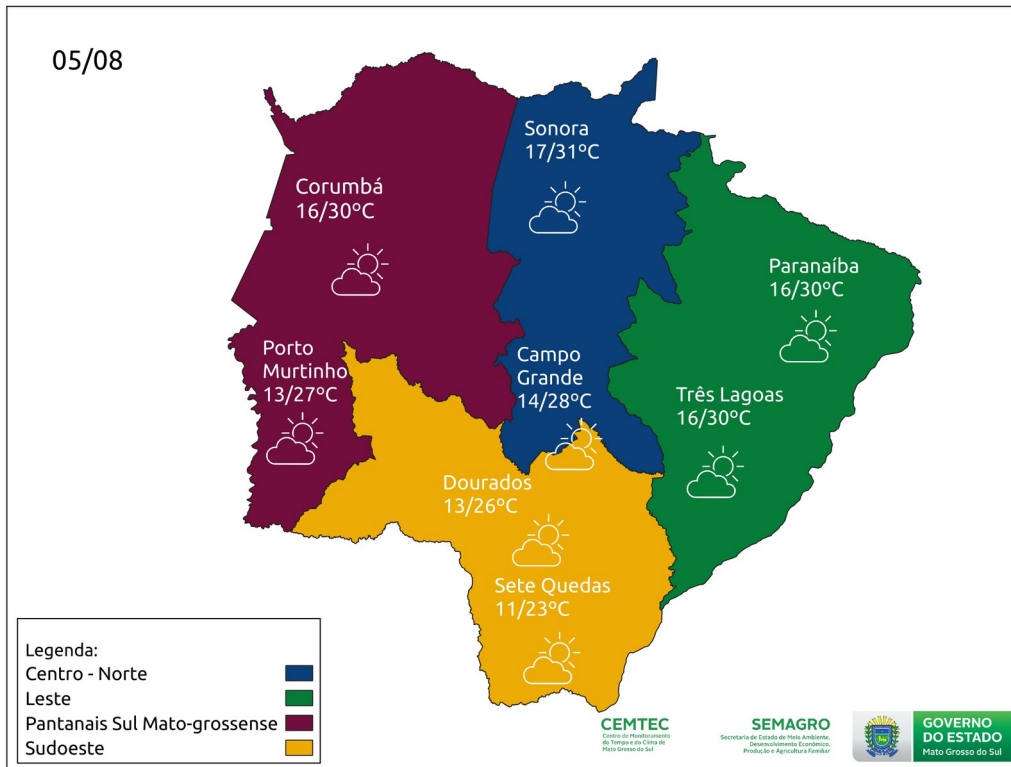 05/08
Sonora
17/31ºC
Corumbá
16/30ºC
Paranaíba
16/30ºC
Porto
Murtinho
13/27ºC
Campo
Grande
14/28ºC
Três Lagoas
16/30ºC
Dourados
13/26ºC
Sete Quedas
11/23ºC
Legenda:
Centro - Norte
Leste
Pantanais Sul Mato-grossense
Sudoeste
CEMTEC
Centro de Monitoramento
do Tempo e do Clima de
Mato Grosso do Sul
SEMAGRO
Secretaria de Estado de Meio Ambiente,
Desenvolvimento Econômico,
Produção e Agricultura Familiar
GOVERNO
DO ESTADO
Mato Grosso do Sul